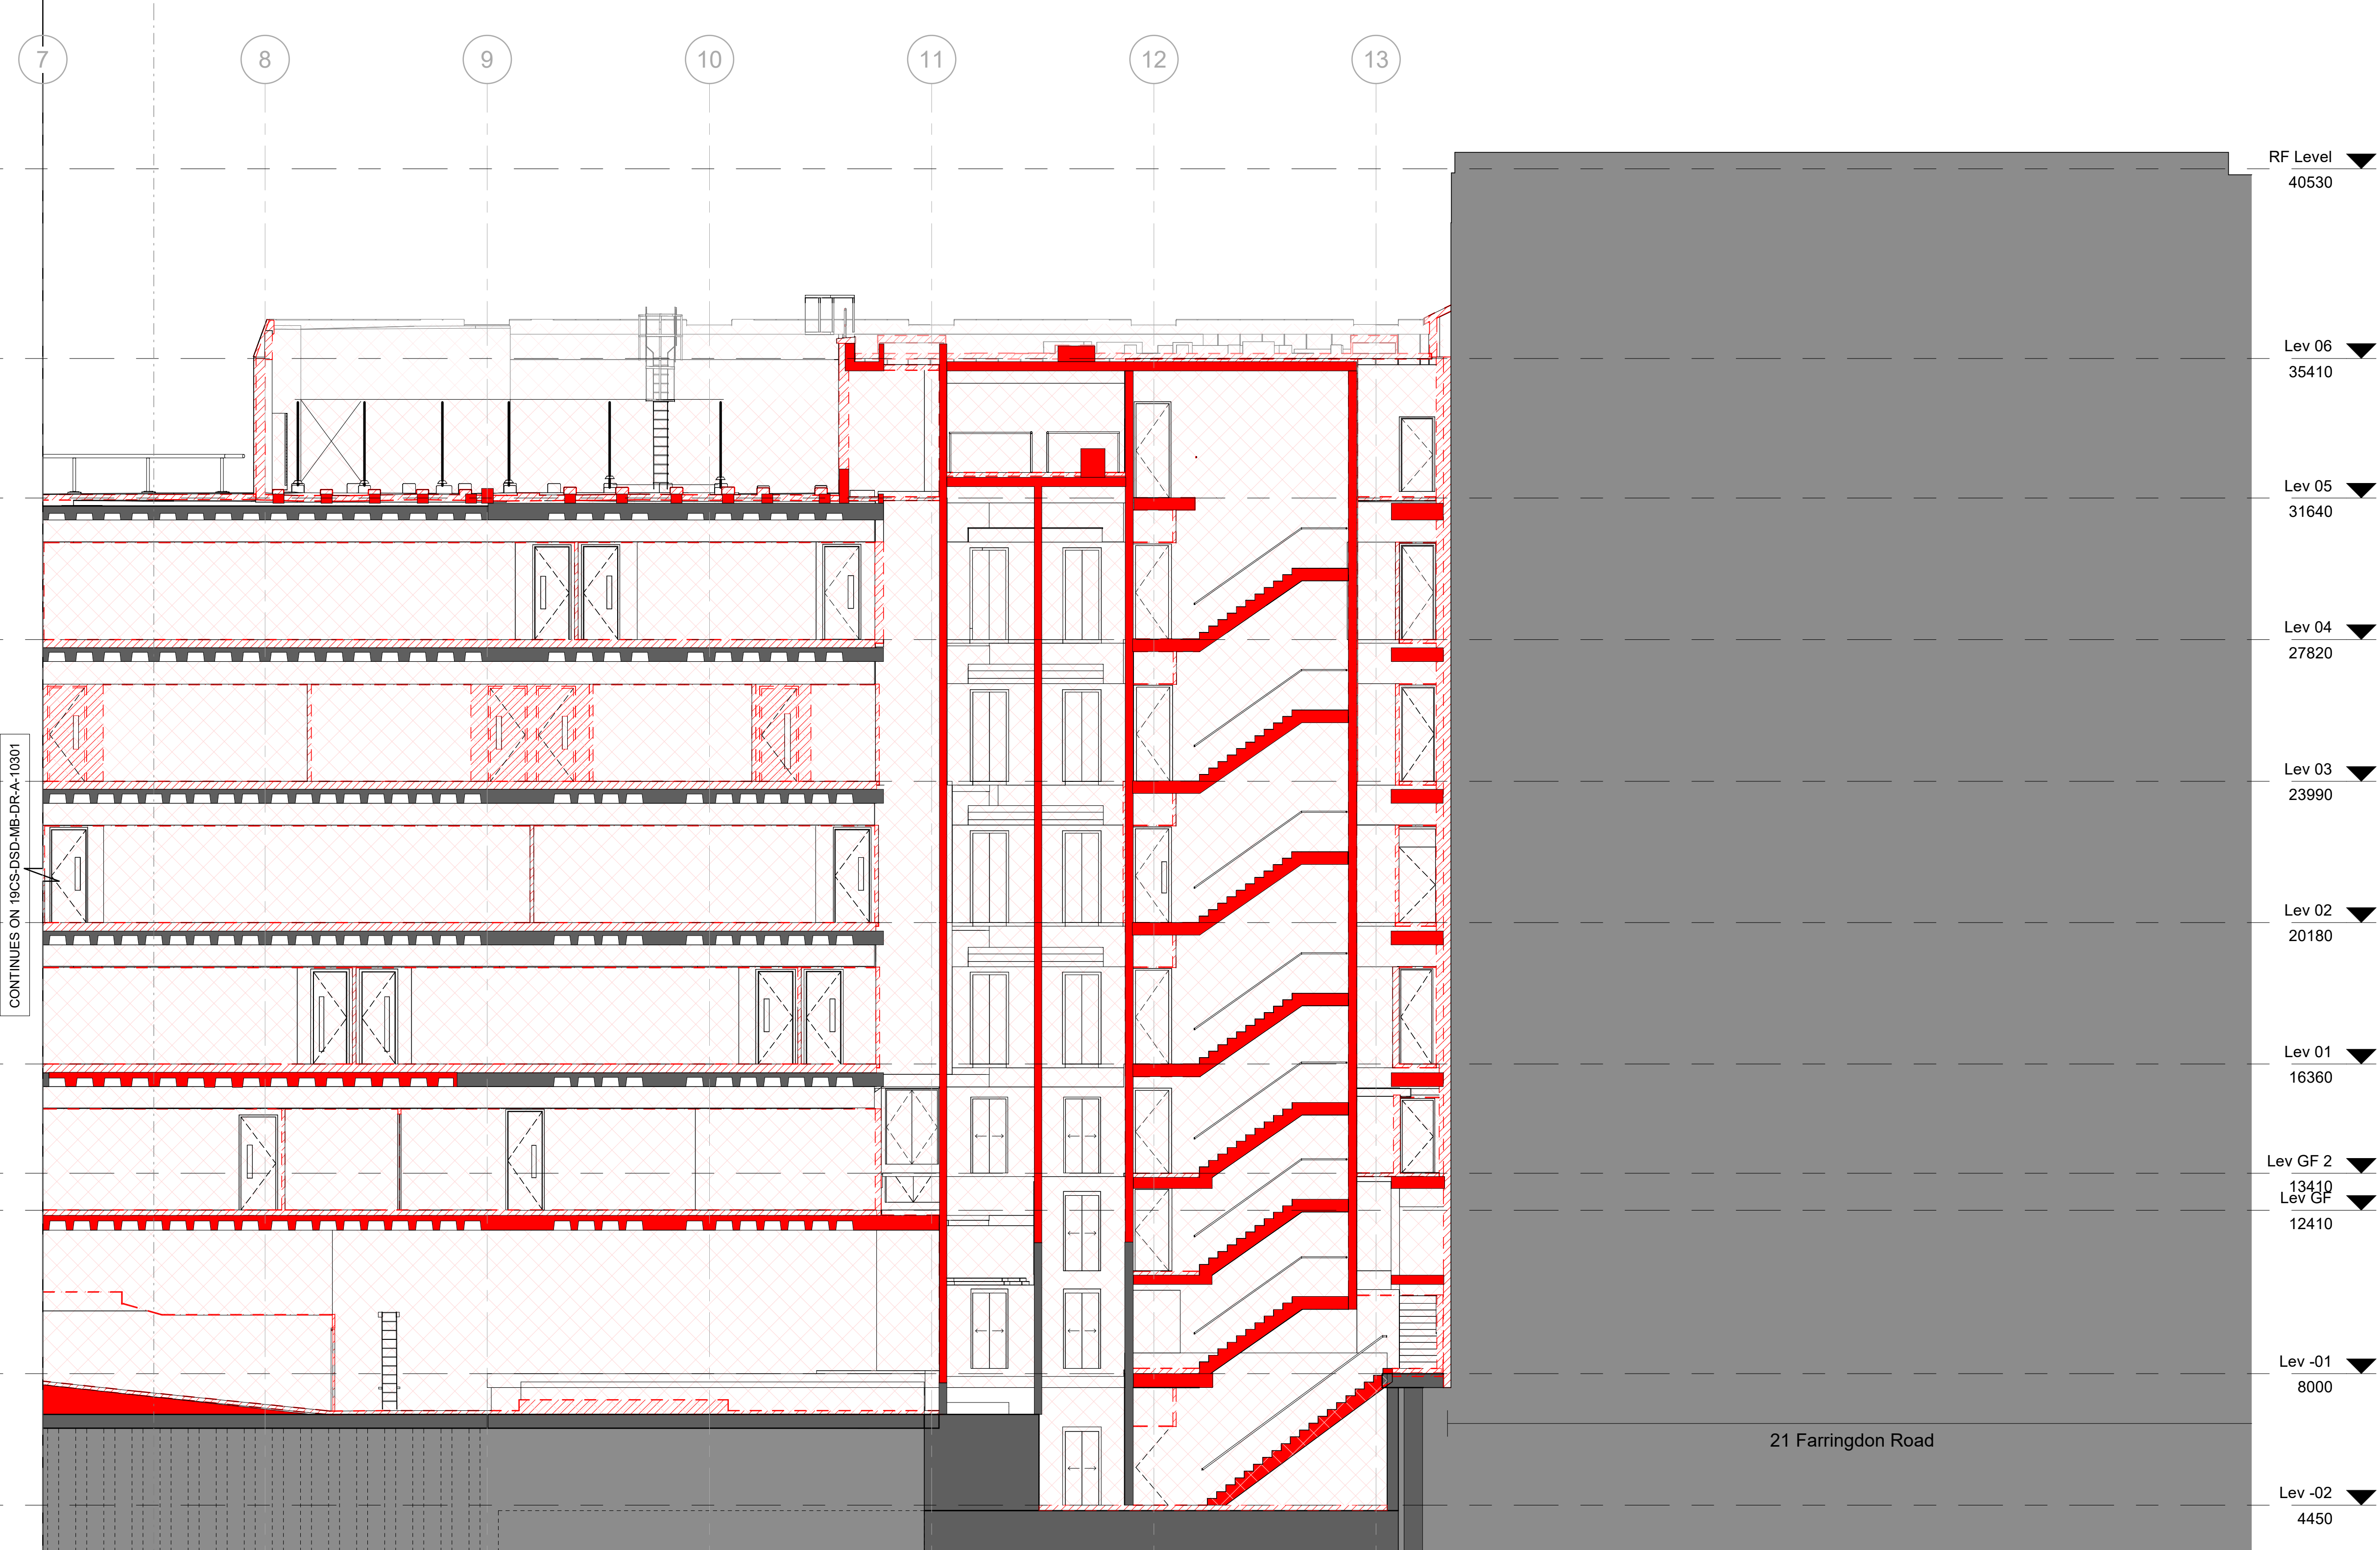 7
8
9
10
11
12
13
RF Level
40530
Lev 06
35410
Lev 05
31640
Lev 04
27820
Lev 03
23990
CONTINUES ON 19CS-DSD-MB-DR-A-10301
Lev 02
20180
Lev 01
16360
Lev GF 2
13410
Lev GF
12410
Lev -01
8000
21 Farringdon Road
Lev -02
4450